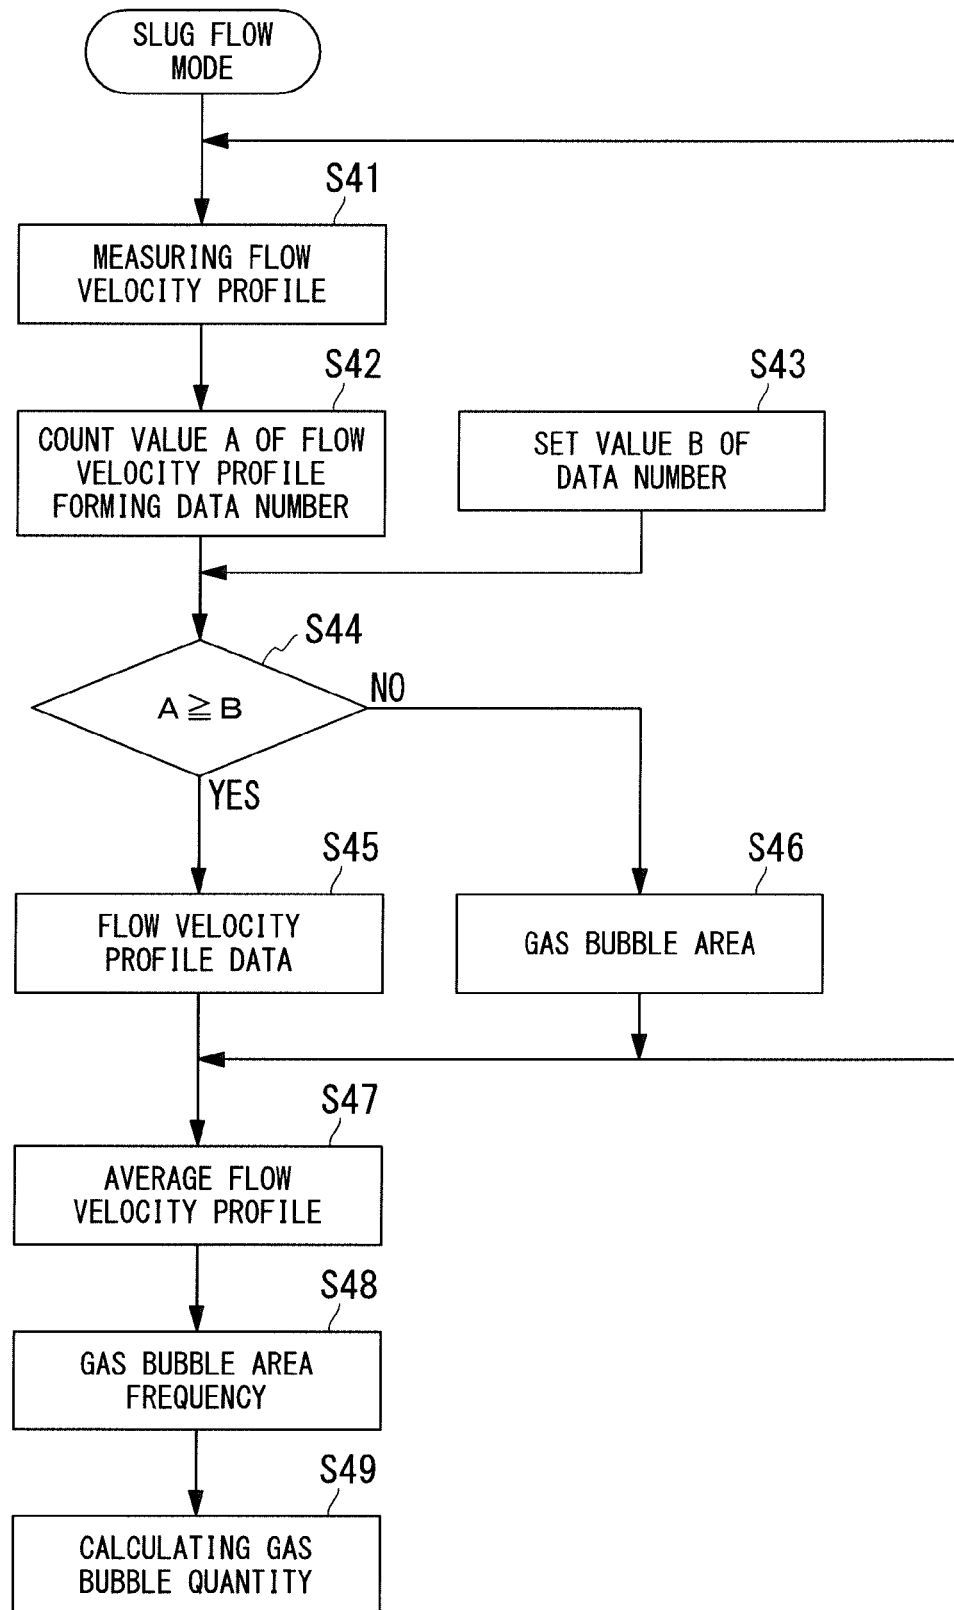 SLUG FLOW
MODE
S41
MEASURING FLOW
VELOCITY PROFILE
S42
COUNT VALUE A OF FLOW
VELOCITY PROFILE
FORMING DATA NUMBER
S43
SET VALUE B OF
DATA NUMBER
S44
A ≧ B
NO
YES
S45
FLOW VELOCITY
PROFILE DATA
S46
GAS BUBBLE AREA
S47
AVERAGE FLOW
VELOCITY PROFILE
S48
GAS BUBBLE AREA
FREQUENCY
S49
CALCULATING GAS
BUBBLE QUANTITY